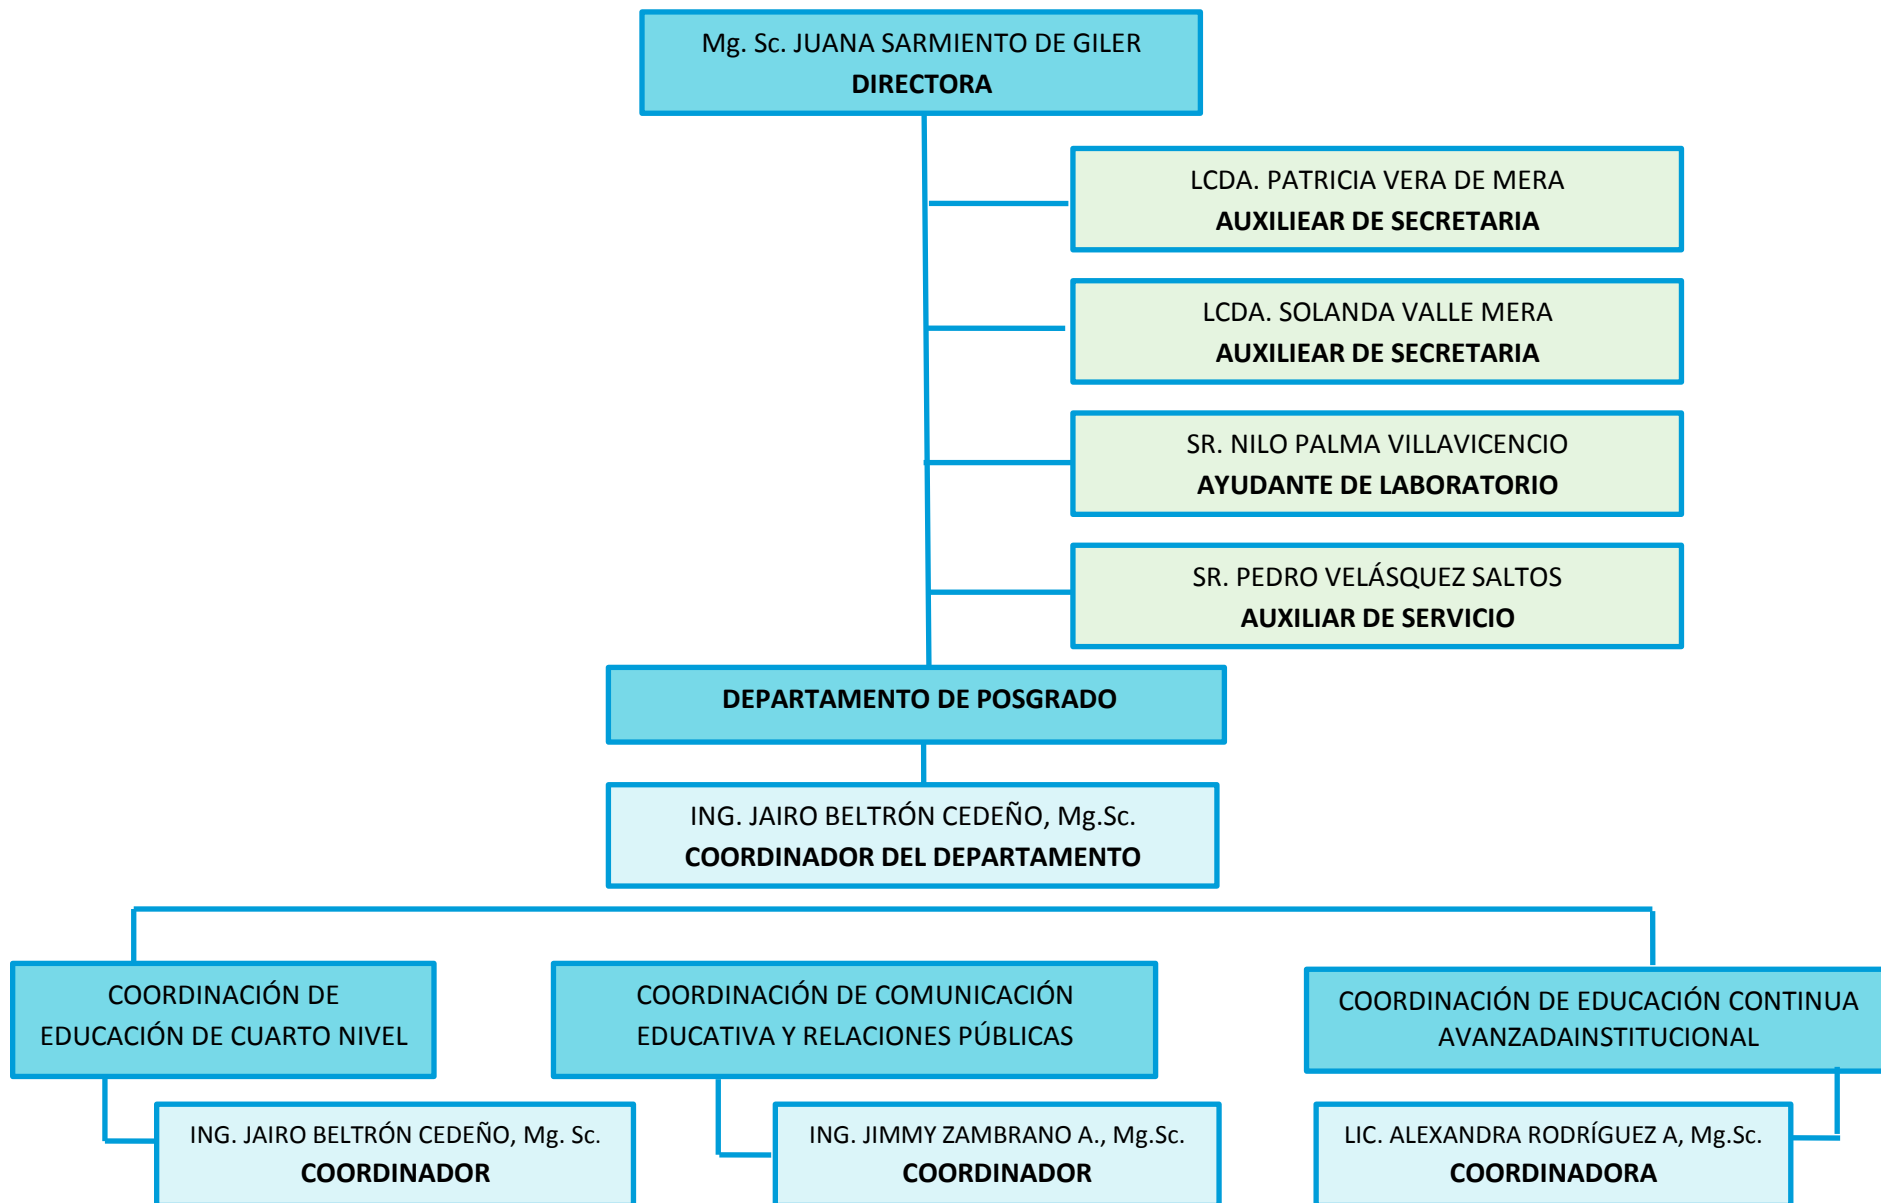 Mg. Sc. JUANA SARMIENTO DE GILER
DIRECTORA
LCDA. PATRICIA VERA DE MERA
AUXILIEAR DE SECRETARIA
LCDA. SOLANDA VALLE MERA
AUXILIEAR DE SECRETARIA
SR. NILO PALMA VILLAVICENCIO
AYUDANTE DE LABORATORIO
SR. PEDRO VELÁSQUEZ SALTOS
AUXILIAR DE SERVICIO
DEPARTAMENTO DE POSGRADO
ING. JAIRO BELTRÓN CEDEÑO, Mg.Sc.
COORDINADOR DEL DEPARTAMENTO
COORDINACIÓN DE
EDUCACIÓN DE CUARTO NIVEL
COORDINACIÓN DE COMUNICACIÓN
EDUCATIVA Y RELACIONES PÚBLICAS
COORDINACIÓN DE EDUCACIÓN CONTINUA
AVANZADAINSTITUCIONAL
ING. JAIRO BELTRÓN CEDEÑO, Mg. Sc.
COORDINADOR
ING. JIMMY ZAMBRANO A., Mg.Sc.
COORDINADOR
LIC. ALEXANDRA RODRÍGUEZ A, Mg.Sc.
COORDINADORA